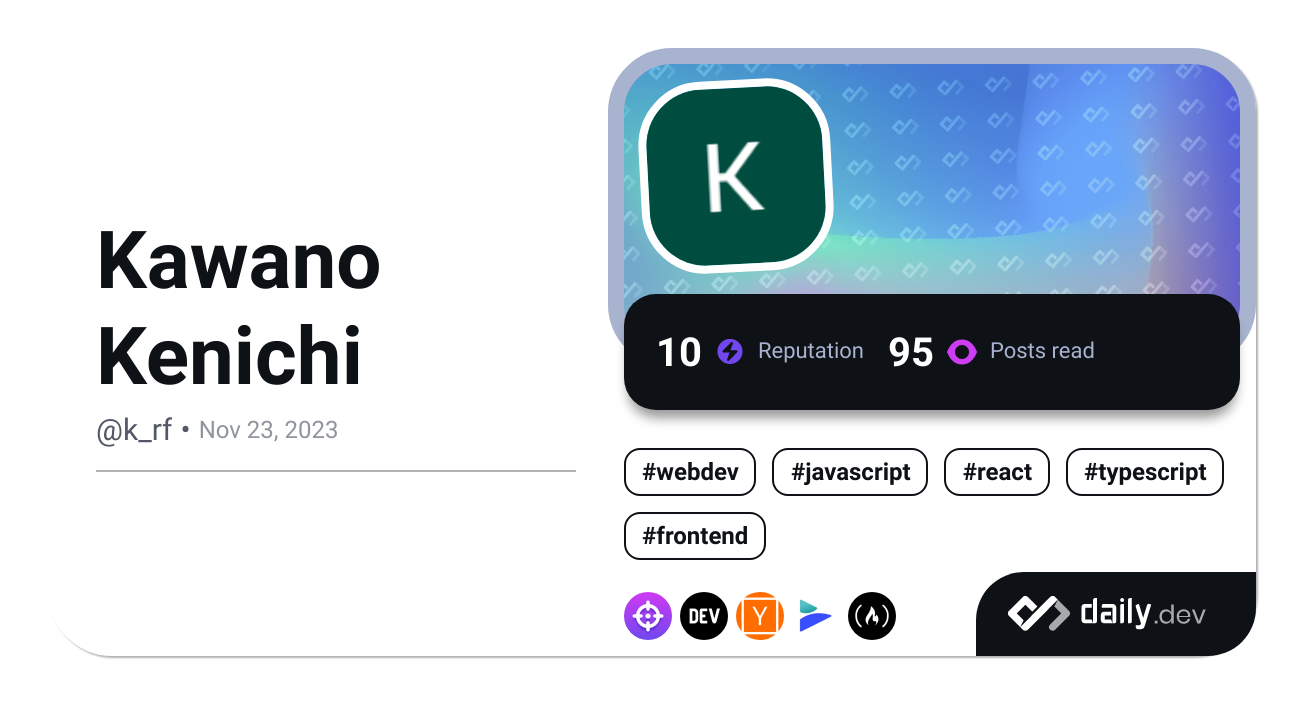 Kawano
Kenichi
@k_rf • Nov 23, 2023
K
10 Reputation 95 Posts read
#webdev #javascript #react #typescript
#frontend
DEV Y
daily.dev